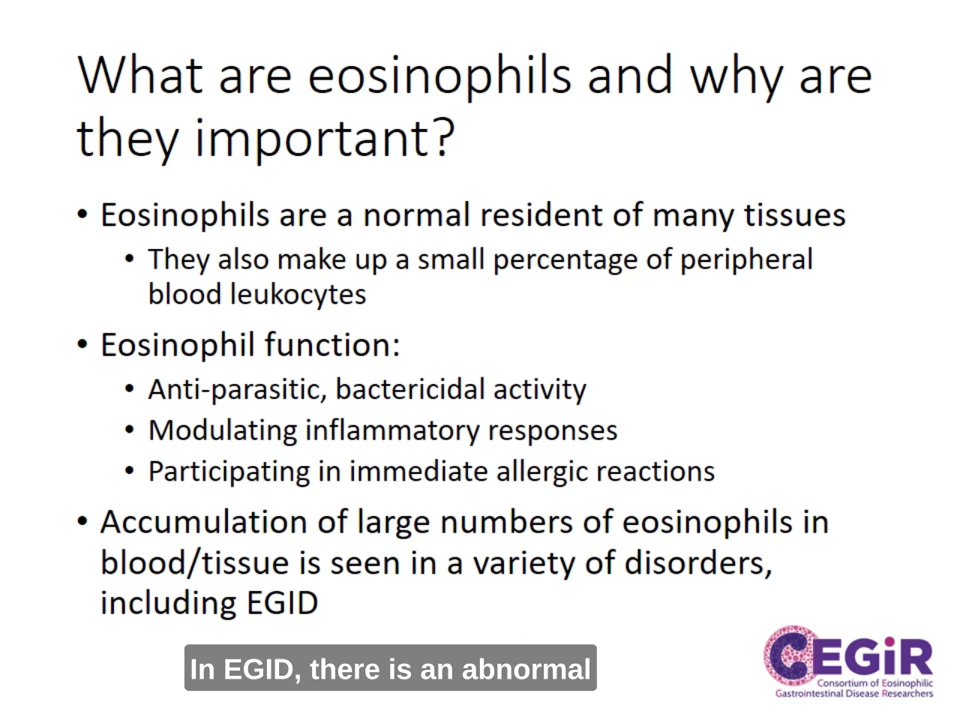 What are eosinophils and why are
they important?
• Eosinophils are a normal resident of many tissues
• They also make up a small percentage of peripheral
blood leukocytes
• Eosinophil function:
• Anti-parasitic, bactericidal activity
• Modulating inflammatory responses
• Participating in immediate allergic reactions
• Accumulation of large numbers of eosinophils in
blood/tissue is seen in a variety of disorders,
including EGID
In EGID, there is an abnormal
CEGiR
Consortium of Eosinophilic
Gastrointestinal Disease Researchers